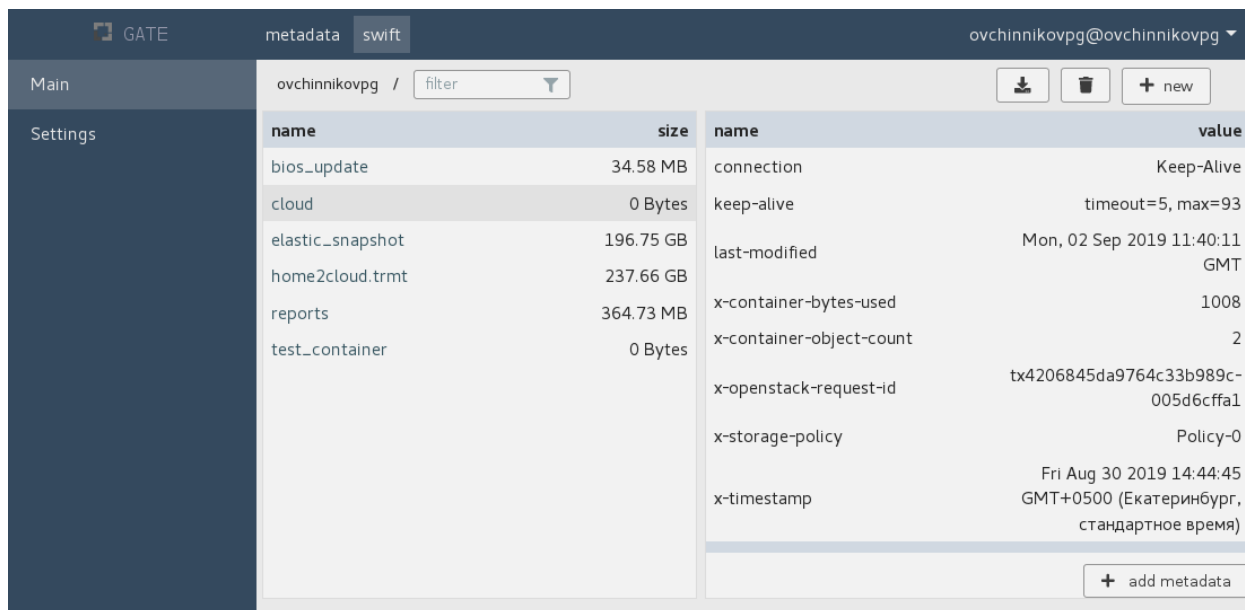 GATE metadata swift ovchinnikovpg@ovchinnikovpg
Main
Settings
ovchinnikovpg / filter
+ new
name size
bios_update 34.58 MB
cloud 0 Bytes
elastic_snapshot 196.75 GB
home2cloud.trmt 237.66 GB
reports 364.73 MB
test_container 0 Bytes
name value
connection Keep-Alive
keep-alive timeout=5, max=93
last-modified Mon, 02 Sep 2019 11:40:11
GMT
x-container-bytes-used 1008
x-container-object-count 2
x-openstack-request-id tx4206845da9764c33b989c-
005d6cffa1
x-storage-policy Policy-0
x-timestamp Fri Aug 30 2019 14:44:45
GMT+0500 (Екатеринбург,
стандартное время)
+ add metadata